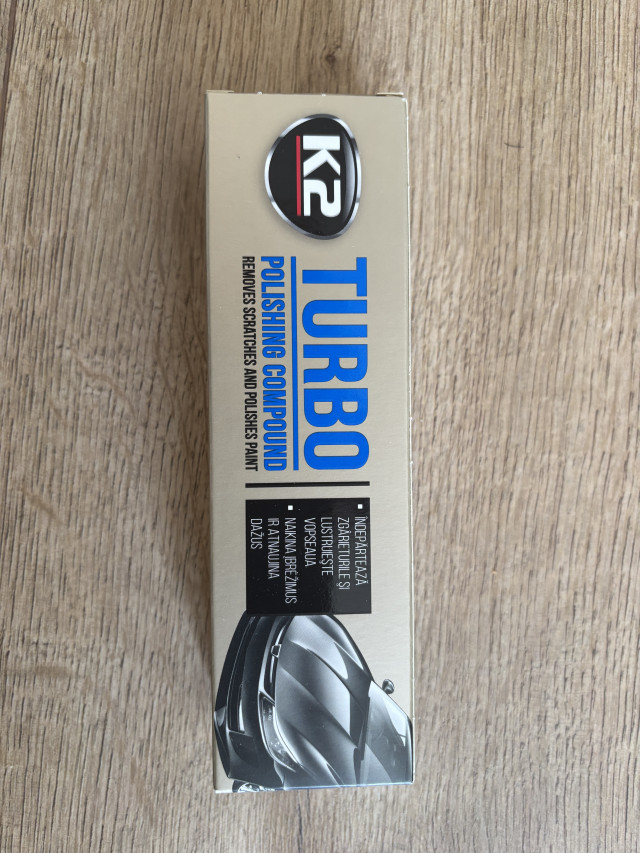 K2
TURBO
POLISHING COMPOUND
REMOVES SCRATCHES AND POLISHES PAINT
▪ ÎNDEPĂRTEAZĂ
ZGÂRIETURILE ȘI
LUSTRUIEȘTE
VOPSEAUA
▪ NAIKINA ĮBRĖŽIMUS
IR ATNAUJINA
DAŽUS